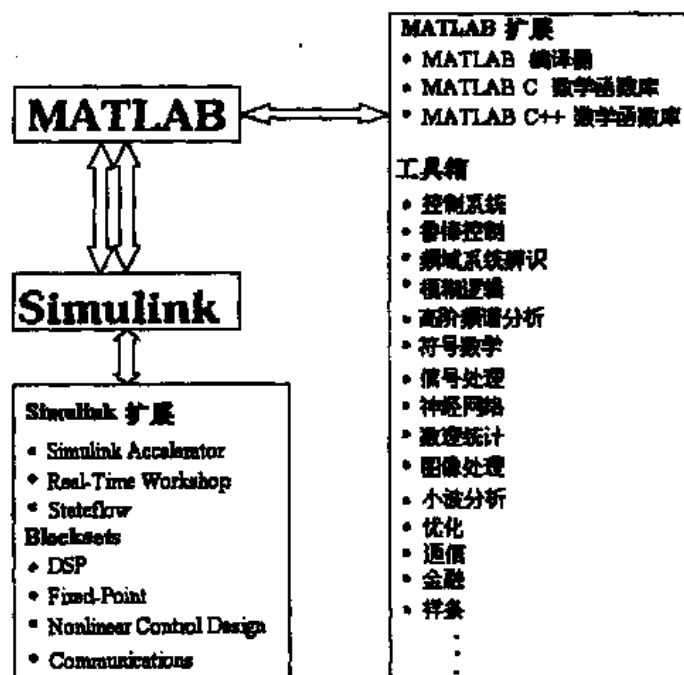 MATLAB
Simulink
Simulink 扩展
• Simulink Accelerator
• Real-Time Workshop
• Stateflow
Blocksets
• DSP
• Fixed-Point
• Nonlinear Control Design
• Communications
MATLAB 扩展
• MATLAB 编译器
• MATLAB C 数学函数库
• MATLAB C++ 数学函数库
工具箱
• 控制系统
• 鲁棒控制
• 频域系统辨识
• 模糊逻辑
• 高阶频谱分析
• 符号数学
• 信号处理
• 神经网络
• 数理统计
• 图像处理
• 小波分析
• 优化
• 通信
• 金融
• 样条